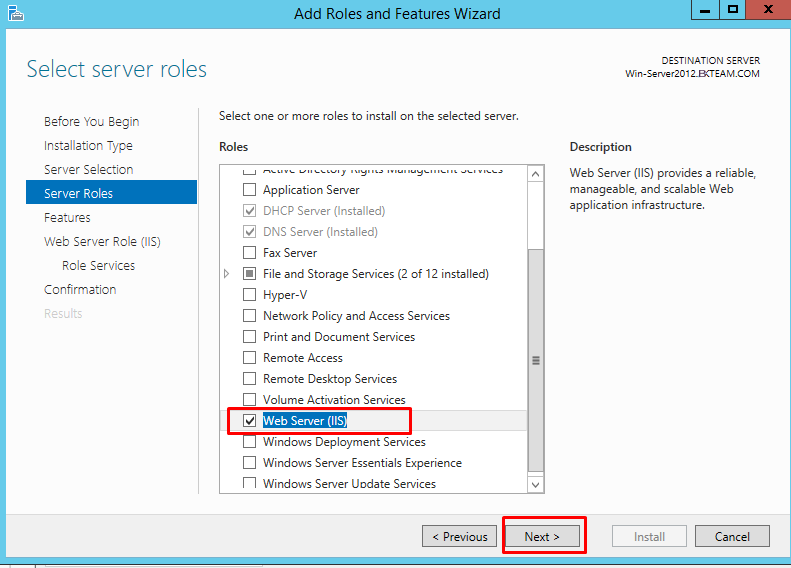 Add Roles and Features Wizard
Select server roles
DESTINATION SERVER
Win-Server2012.EKTEAM.COM
Before You Begin
Installation Type
Server Selection
Server Roles
Features
Web Server Role (IIS)
Role Services
Confirmation
Results
Select one or more roles to install on the selected server.
Roles
Active Directory Rights Management Services
Application Server
DHCP Server (Installed)
DNS Server (Installed)
Fax Server
File and Storage Services (2 of 12 installed)
Hyper-V
Network Policy and Access Services
Print and Document Services
Remote Access
Remote Desktop Services
Volume Activation Services
Web Server (IIS)
Windows Deployment Services
Windows Server Essentials Experience
Windows Server Update Services
Description
Web Server (IIS) provides a reliable,
manageable, and scalable Web
application infrastructure.
< Previous
Next >
Install
Cancel